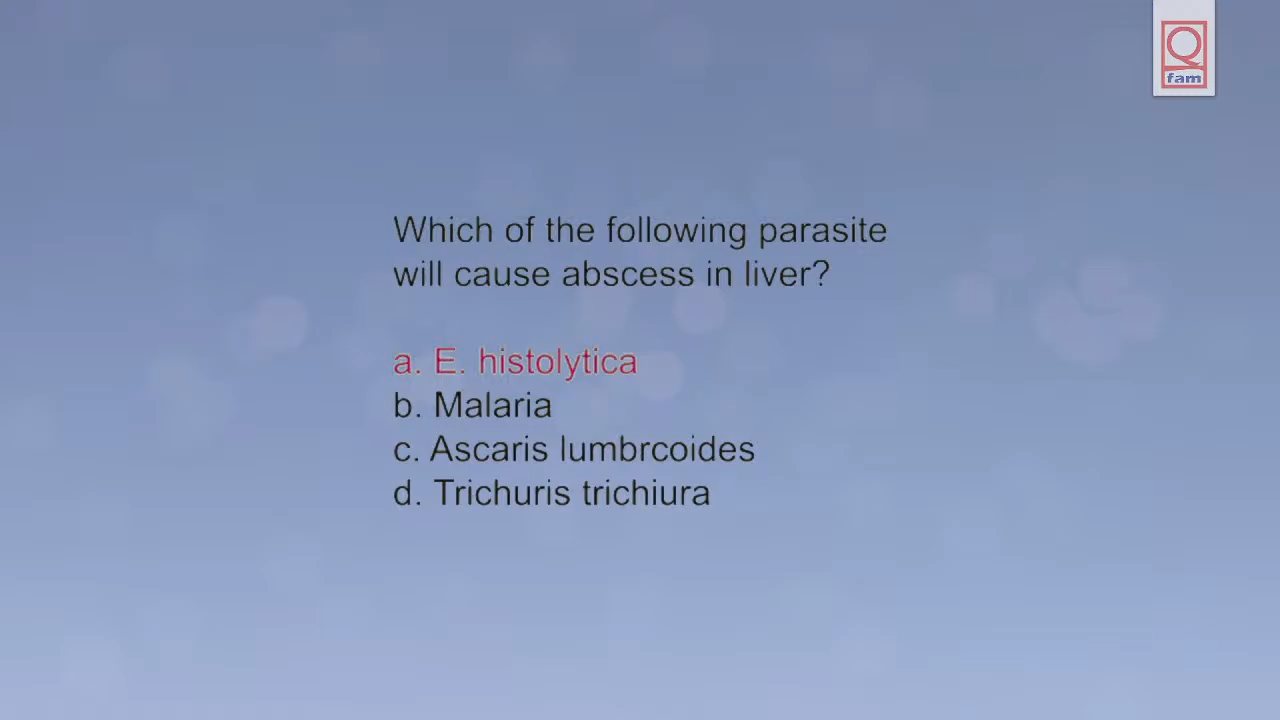 Q
fam
Which of the following parasite
will cause abscess in liver?
a. E. histolytica
b. Malaria
c. Ascaris lumbrcoides
d. Trichuris trichiura